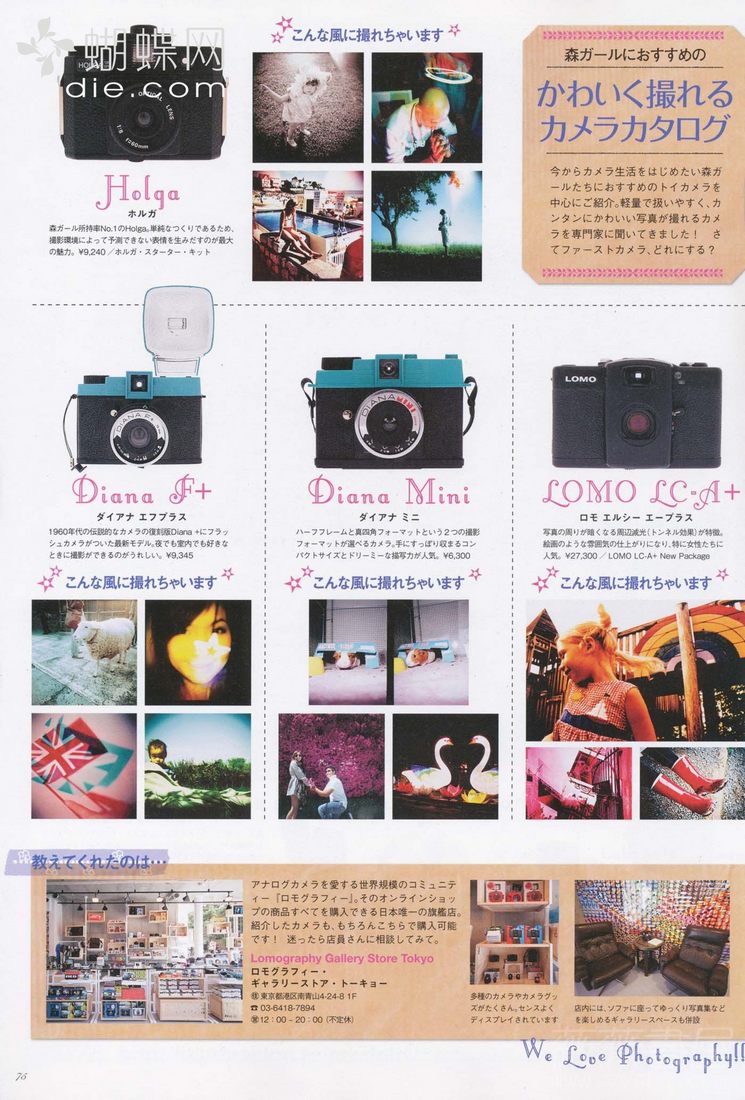 蝴蝶网
die.com
HOLGA
OPTICAL LENS
1:8 f=60mm
Holga
ホルガ
森ガール所持率No.1のHolga。単純なつくりであるため、
撮影環境によって予測できない表情を生みだすのが最大
の魅力。¥9,240／ホルガ・スターター・キット
こんな風に撮れちゃいます
森ガールにおすすめの
かわいく撮れる
カメラカタログ
今からカメラ生活をはじめたい森ガ
ールたちにおすすめのトイカメラを
中心にご紹介。軽量で扱いやすく、カ
ンタンにかわいい写真が撮れるカメ
ラを専門家に聞いてきました！ さ
てファーストカメラ、どれにする？
DIANA F+
Diana F+
ダイアナ エフプラス
1960年代の伝説的なカメラの復刻版Diana +にフラッ
シュカメラがついた最新モデル。夜でも室内でも好きな
ときに撮影ができるのがうれしい。¥9,345
こんな風に撮れちゃいます
DIANA MINI
Diana Mini
ダイアナ ミニ
ハーフフレームと真四角フォーマットという2つの撮影
フォーマットが選べるカメラ。手にすっぽり収まるコン
パクトサイズとドリーミーな描写力が人気。¥6,300
こんな風に撮れちゃいます
LOMO
LOMO LC-A+
ロモ エルシー エープラス
写真の周りが暗くなる周辺減光（トンネル効果）が特徴。
絵画のような雰囲気の仕上がりになり、特に女性たちに
人気。¥27,300／LOMO LC-A+ New Package
こんな風に撮れちゃいます
教えてくれたのは…
アナログカメラを愛する世界規模のコミュニテ
ィー『ロモグラフィー』。そのオンラインショッ
プの商品すべてを購入できる日本唯一の旗艦店。
紹介したカメラも、もちろんこちらで購入可能
です！ 迷ったら店員さんに相談してみて。
Lomography Gallery Store Tokyo
ロモグラフィー・
ギャラリーストア・トーキョー
㊟東京都港区南青山4-24-8 1F
☎03-6418-7894
㊂12：00～20：00（不定休）
多種のカメラやカメラグッ
ズがたくさん。センスよく
ディスプレイされています
店内には、ソファに座ってゆっくり写真集など
を楽しめるギャラリースペースも併設
We Love Photography!!
75